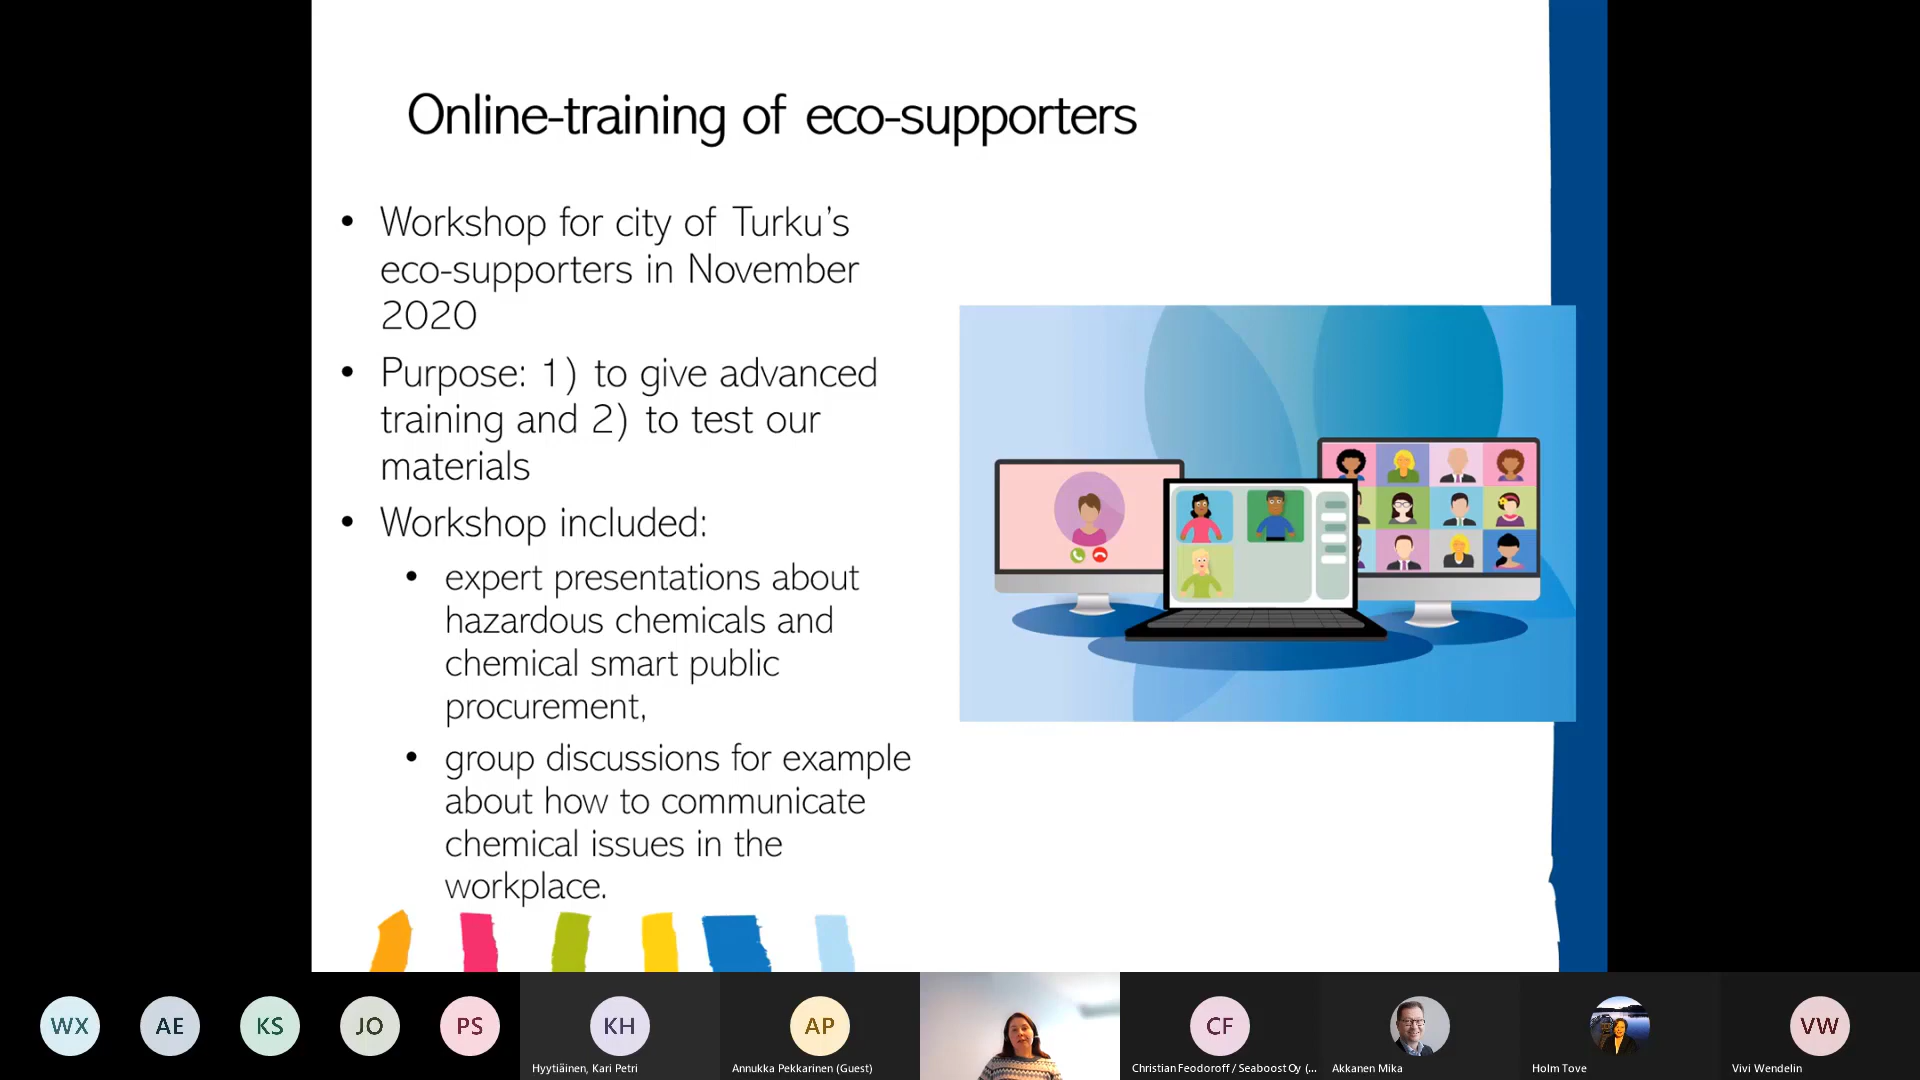 Online-training of eco-supporters
• Workshop for city of Turku’s
eco-supporters in November
2020
• Purpose: 1) to give advanced
training and 2) to test our
materials
• Workshop included:
• expert presentations about
hazardous chemicals and
chemical smart public
procurement,
• group discussions for example
about how to communicate
chemical issues in the
workplace.
WX
AE
KS
JO
PS
KH
AP
CF
VW
Hyytiäinen, Kari Petri
Annukka Pekkarinen (Guest)
Christian Feodoroff / Seaboost Oy (...
Akkanen Mika
Holm Tove
Vivi Wendelin